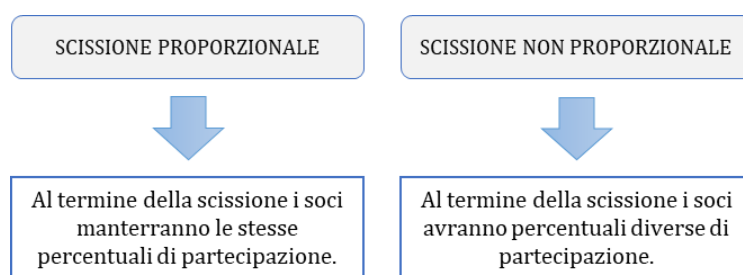 SCISSIONE PROPORZIONALE
Al termine della scissione i soci
manterranno le stesse
percentuali di partecipazione.
SCISSIONE NON PROPORZIONALE
Al termine della scissione i soci
avranno percentuali diverse di
partecipazione.